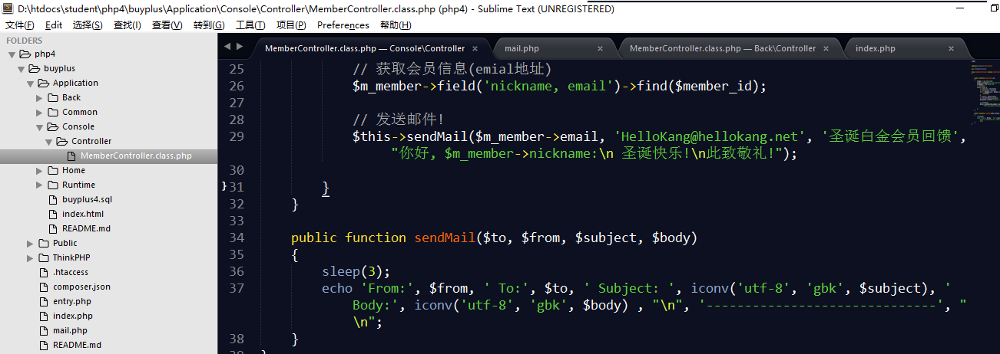 D:\htdocs\student\php4\buyplus\Application\Console\Controller\MemberController.class.php (php4) - Sublime Text (UNREGISTERED)
文件(F) Edit 选择(S) 查找(I) 查看(V) 转到(G) 工具(T) 项目(P) Preferences 帮助(H)
FOLDERS
php4
buyplus
Application
Back
Common
Console
Controller
MemberController.class.php
Home
Runtime
buyplus4.sql
index.html
README.md
Public
ThinkPHP
.htaccess
composer.json
entry.php
index.php
mail.php
README.md
MemberController.class.php — Console\Controller × mail.php × MemberController.class.php — Back\Controller × index.php ×
25 // 获取会员信息(emial地址)
26 $m_member->field('nickname, email')->find($member_id);
27
28 // 发送邮件!
29 $this->sendMail($m_member->email, 'HelloKang@hellokang.net', '圣诞白金会员回馈',
"你好, $m_member->nickname:\n 圣诞快乐!\n此致敬礼!");
30
31 }
32 }
33
34 public function sendMail($to, $from, $subject, $body)
35 {
36 sleep(3);
37 echo 'From:', $from, ' To:', $to, ' Subject: ', iconv('utf-8', 'gbk', $subject), '
Body:', iconv('utf-8', 'gbk', $body) , "\n", '------------------------------', "
\n";
38 }